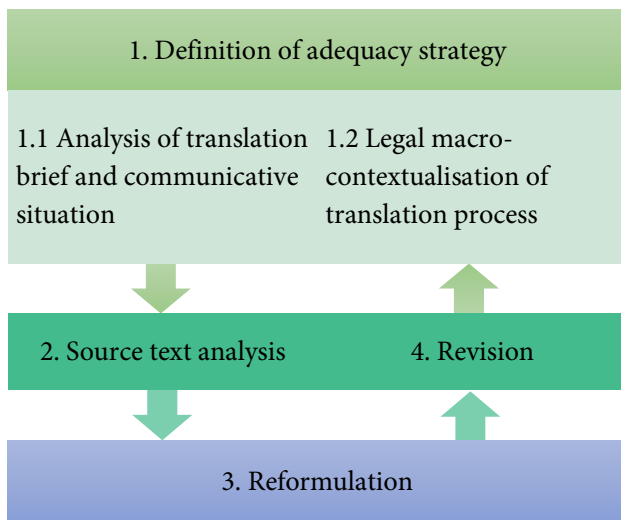 1. Definition of adequacy strategy
1.1 Analysis of translation
brief and communicative
situation
1.2 Legal macro-
contextualisation of
translation process
2. Source text analysis
4. Revision
3. Reformulation